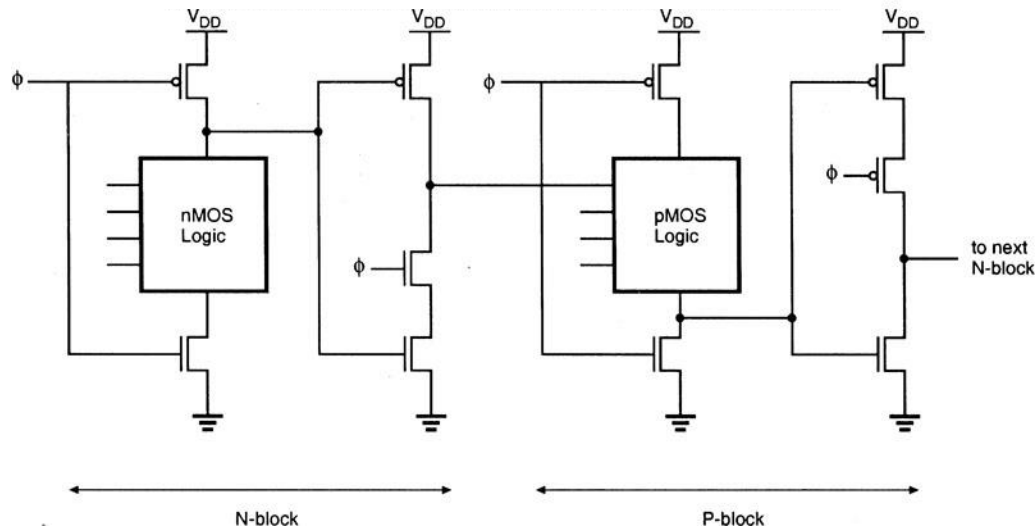 VDD
VDD
VDD
VDD
ϕ
ϕ
nMOS
Logic
pMOS
Logic
ϕ
ϕ
to next
N-block
N-block
P-block